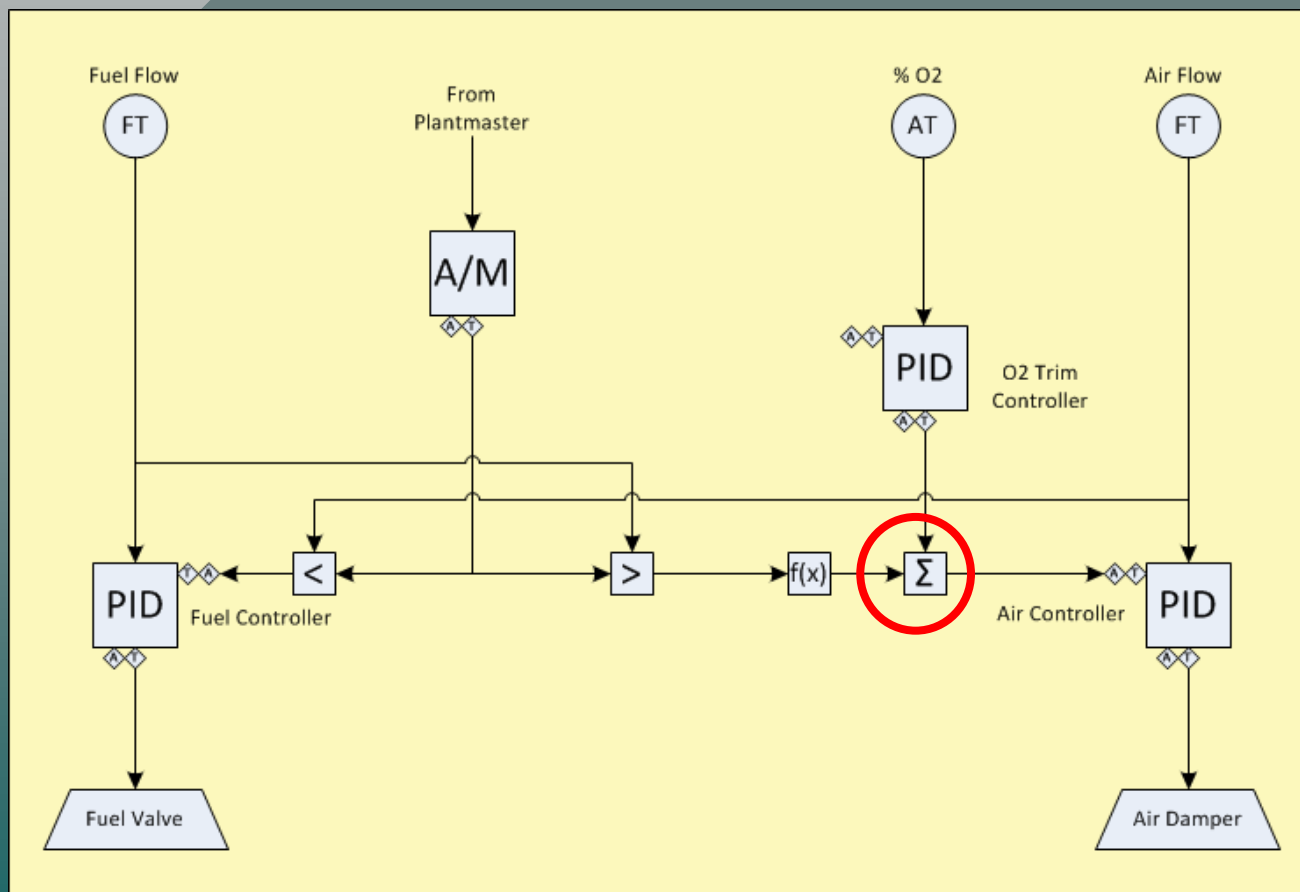 Fuel Flow
FT
From
Plantmaster
% O2
AT
Air Flow
FT
A/M
A T
A T
PID
O2 Trim
Controller
A T
PID
T A
<
>
f(x)
Σ
A T
PID
Fuel Controller
Air Controller
A T
A T
Fuel Valve
Air Damper